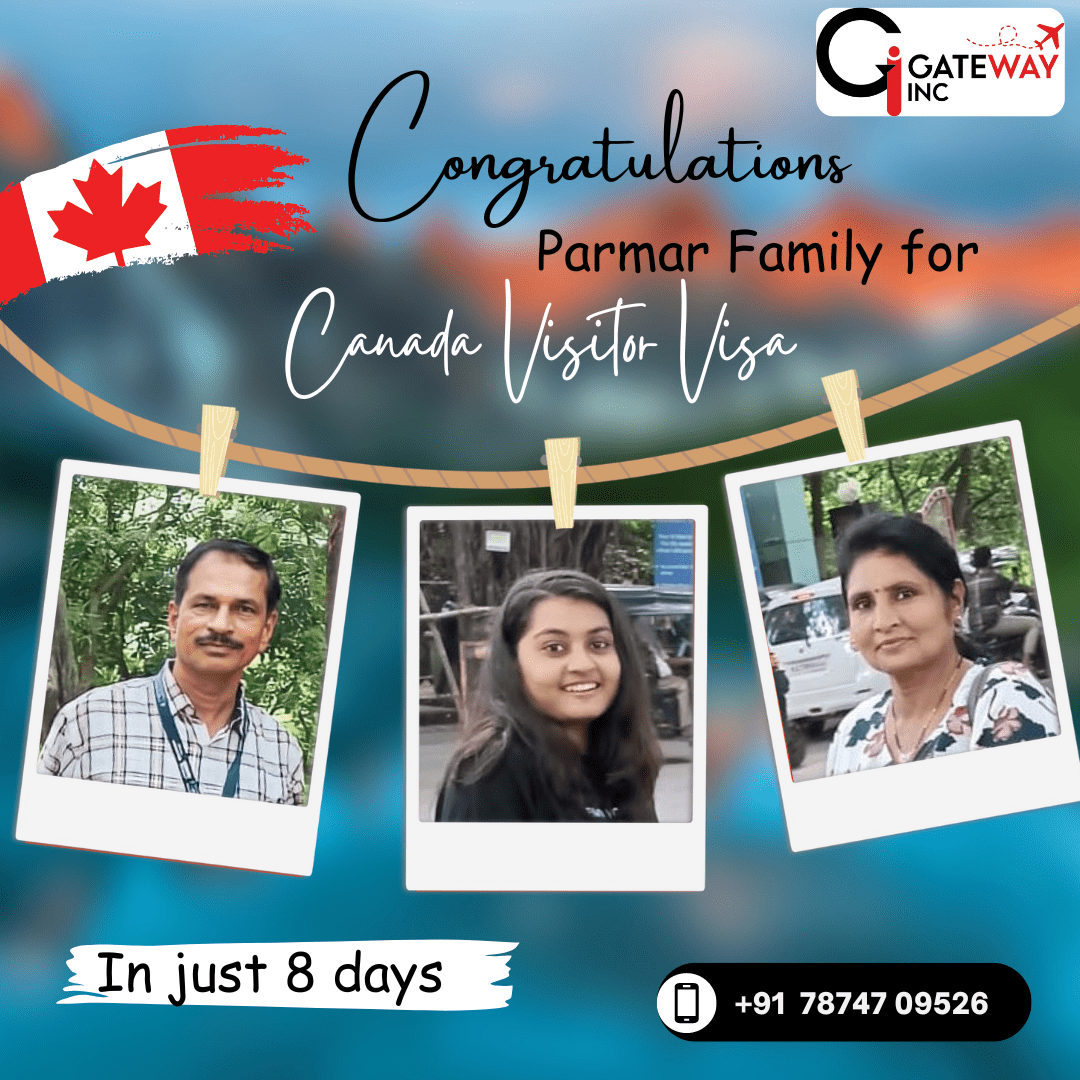 GATEWAY
INC
Congratulations
Parmar Family for
Canada Visitor Visa
In just 8 days
+91 78747 09526